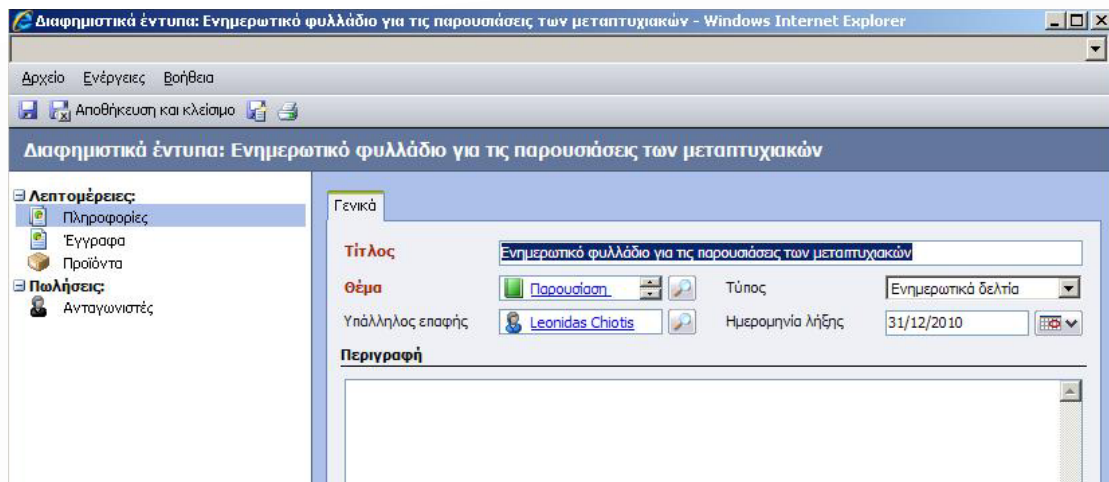 Διαφημιστικά έντυπα: Ενημερωτικό φυλλάδιο για τις παρουσιάσεις των μεταπτυχιακών - Windows Internet Explorer
Αρχείο Ενέργειες Βοήθεια
Αποθήκευση και κλείσιμο
Διαφημιστικά έντυπα: Ενημερωτικό φυλλάδιο για τις παρουσιάσεις των μεταπτυχιακών
Λεπτομέρειες:
Πληροφορίες
Έγγραφα
Προϊόντα
Πωλήσεις:
Ανταγωνιστές
Γενικά
Τίτλος Ενημερωτικό φυλλάδιο για τις παρουσιάσεις των μεταπτυχιακών
Θέμα Παρουσίαση Τύπος Ενημερωτικά δελτία
Υπάλληλος επαφής Leonidas Chiotis Ημερομηνία λήξης 31/12/2010
Περιγραφή